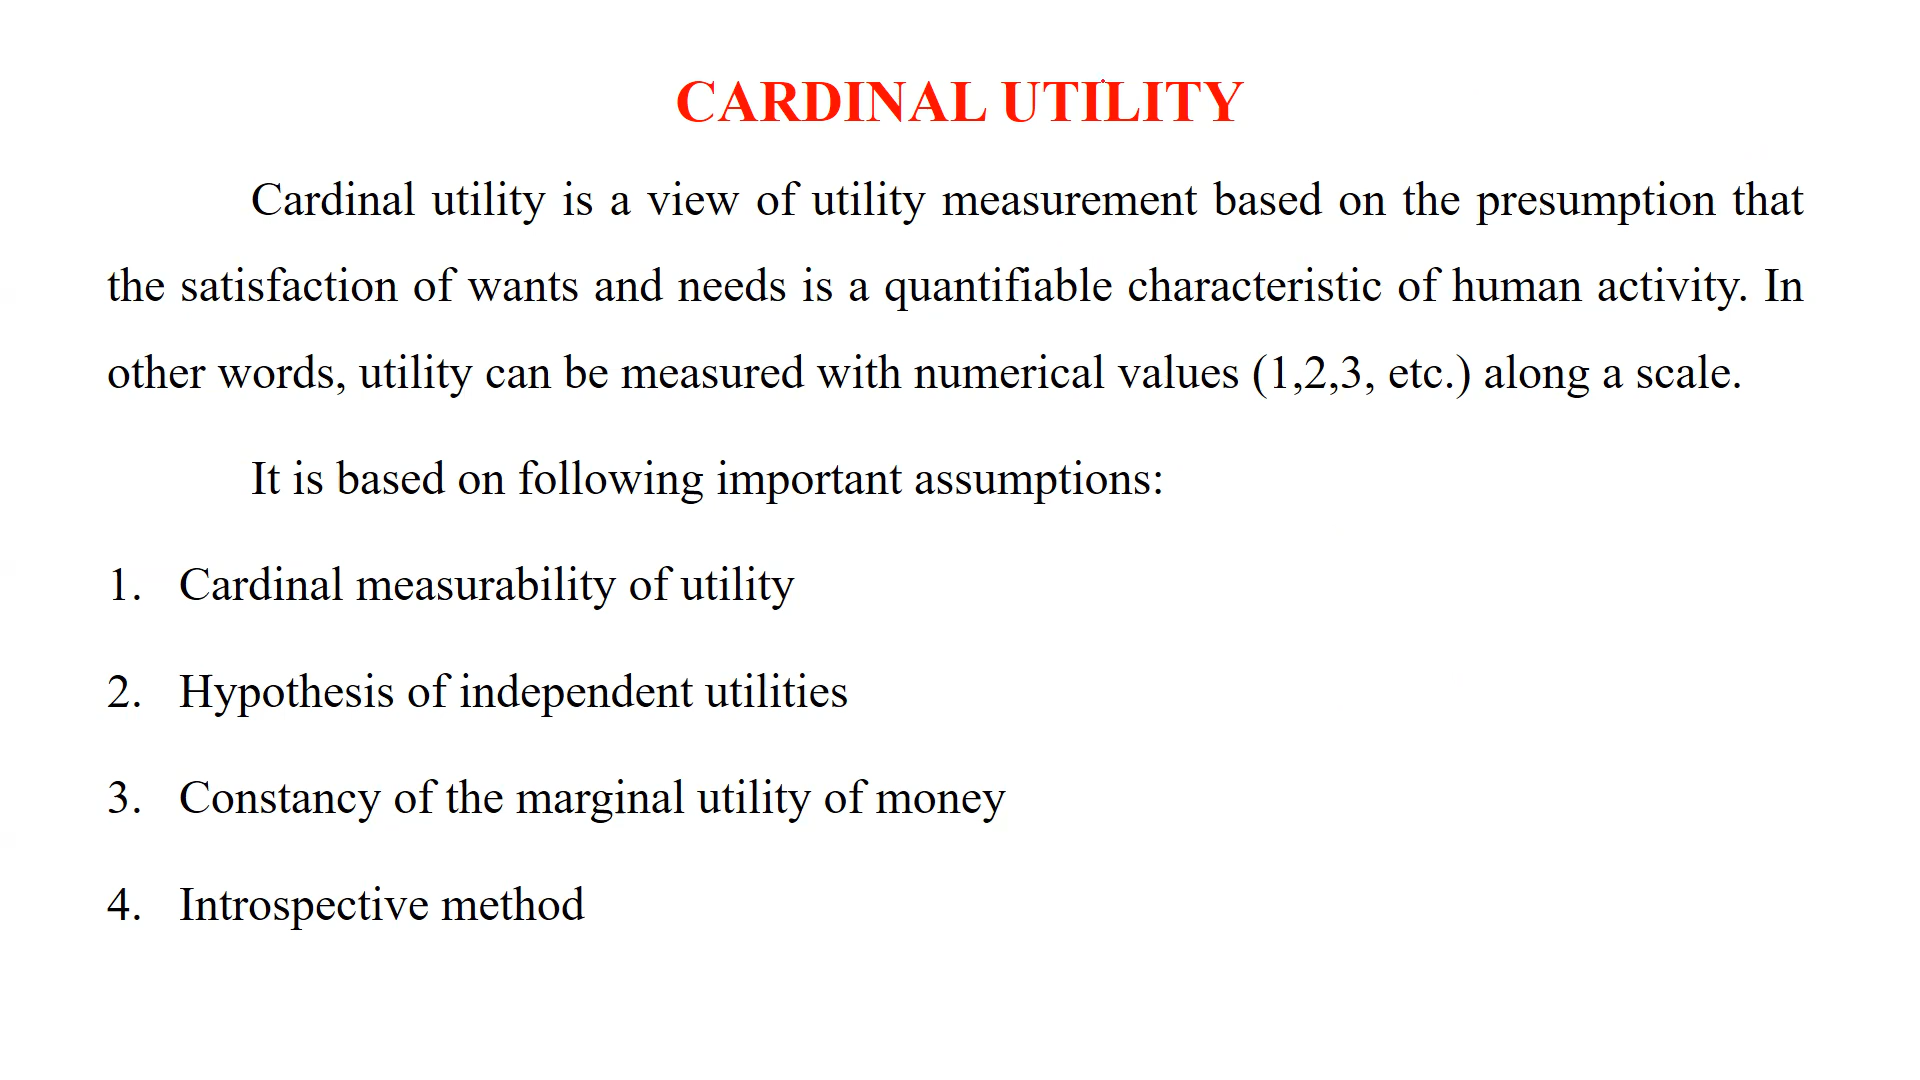 CARDINAL UTILITY
Cardinal utility is a view of utility measurement based on the presumption that
the satisfaction of wants and needs is a quantifiable characteristic of human activity. In
other words, utility can be measured with numerical values (1,2,3, etc.) along a scale.
It is based on following important assumptions:
1. Cardinal measurability of utility
2. Hypothesis of independent utilities
3. Constancy of the marginal utility of money
4. Introspective method